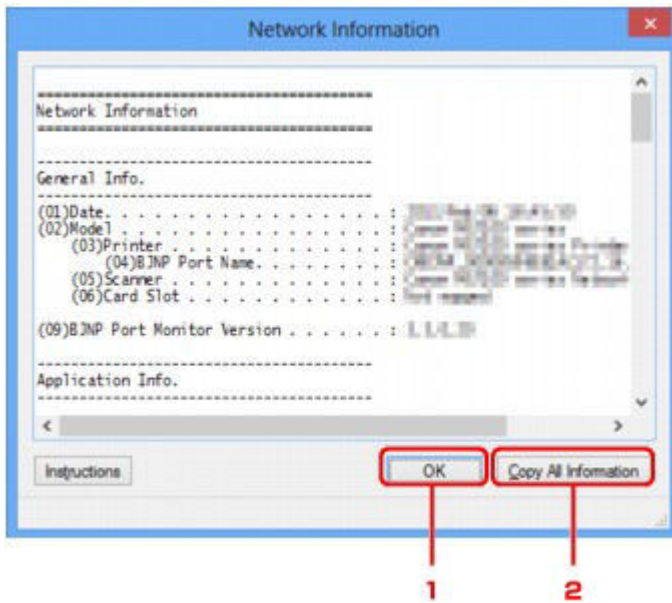 Network Information
=======================================
Network Information
=======================================
---------------------------------------
General Info.
---------------------------------------
(01)Date. . . . . . . . . . . . . . . . :
(02)Model . . . . . . . . . . . . . . . :
(03)Printer . . . . . . . . . . . . . :
(04)BJNP Port Name. . . . . . . . . :
(05)Scanner . . . . . . . . . . . . . :
(06)Card Slot . . . . . . . . . . . . :
(09)BJNP Port Monitor Version . . . . . :
---------------------------------------
Application Info.
---------------------------------------
Instructions OK Copy All Information
1 2